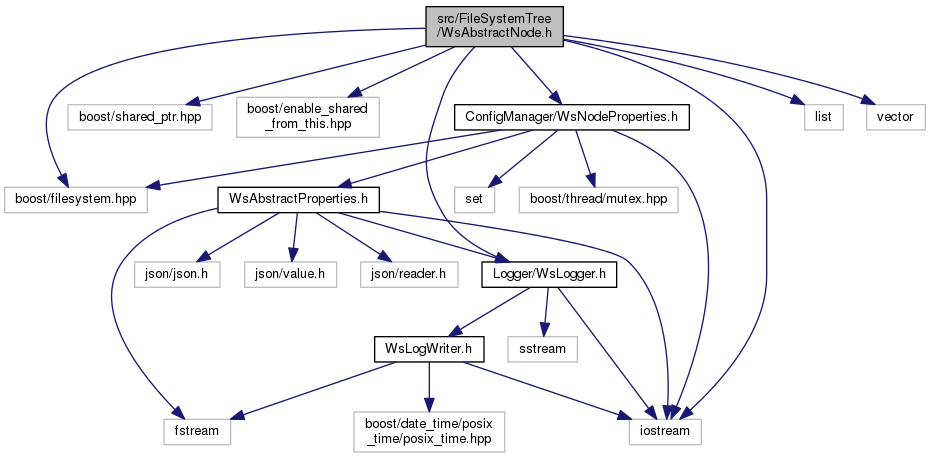 src/FileSystemTree
/WsAbstractNode.h
boost/shared_ptr.hpp
boost/enable_shared
_from_this.hpp
ConfigManager/WsNodeProperties.h
list
vector
boost/filesystem.hpp
WsAbstractProperties.h
set
boost/thread/mutex.hpp
json/json.h
json/value.h
json/reader.h
Logger/WsLogger.h
WsLogWriter.h
sstream
fstream
boost/date_time/posix
_time/posix_time.hpp
iostream